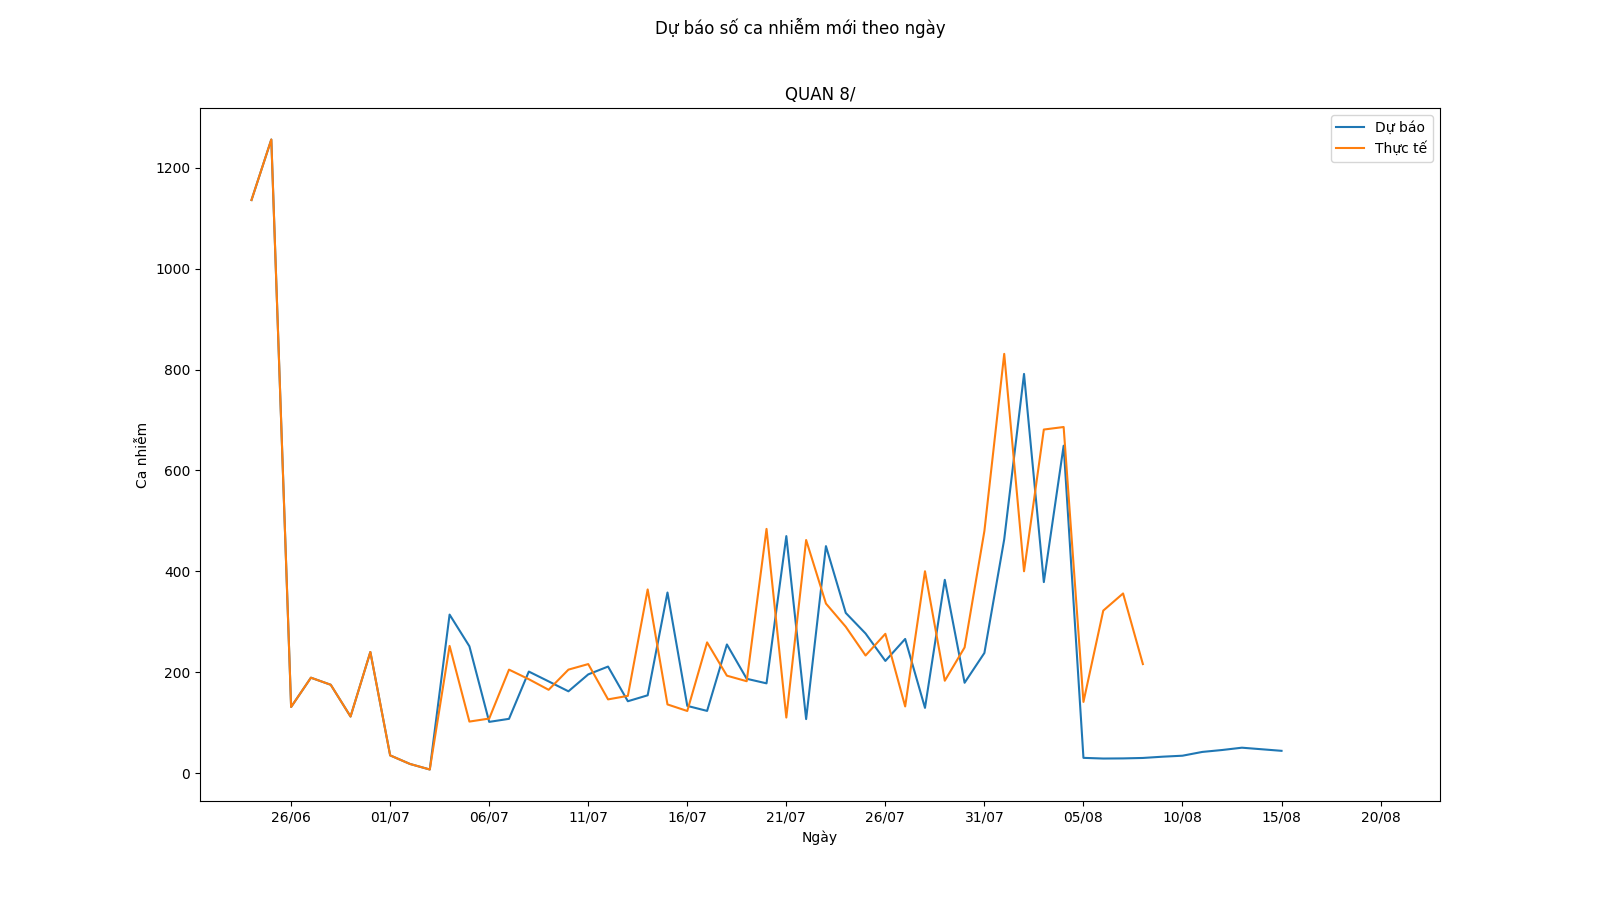 Dự báo số ca nhiễm mới theo ngày
QUAN 8/
Dự báo
Thực tế
1200
1000
800
600
400
200
0
Ca nhiễm
26/06 01/07 06/07 11/07 16/07 21/07 26/07 31/07 05/08 10/08 15/08 20/08
Ngày